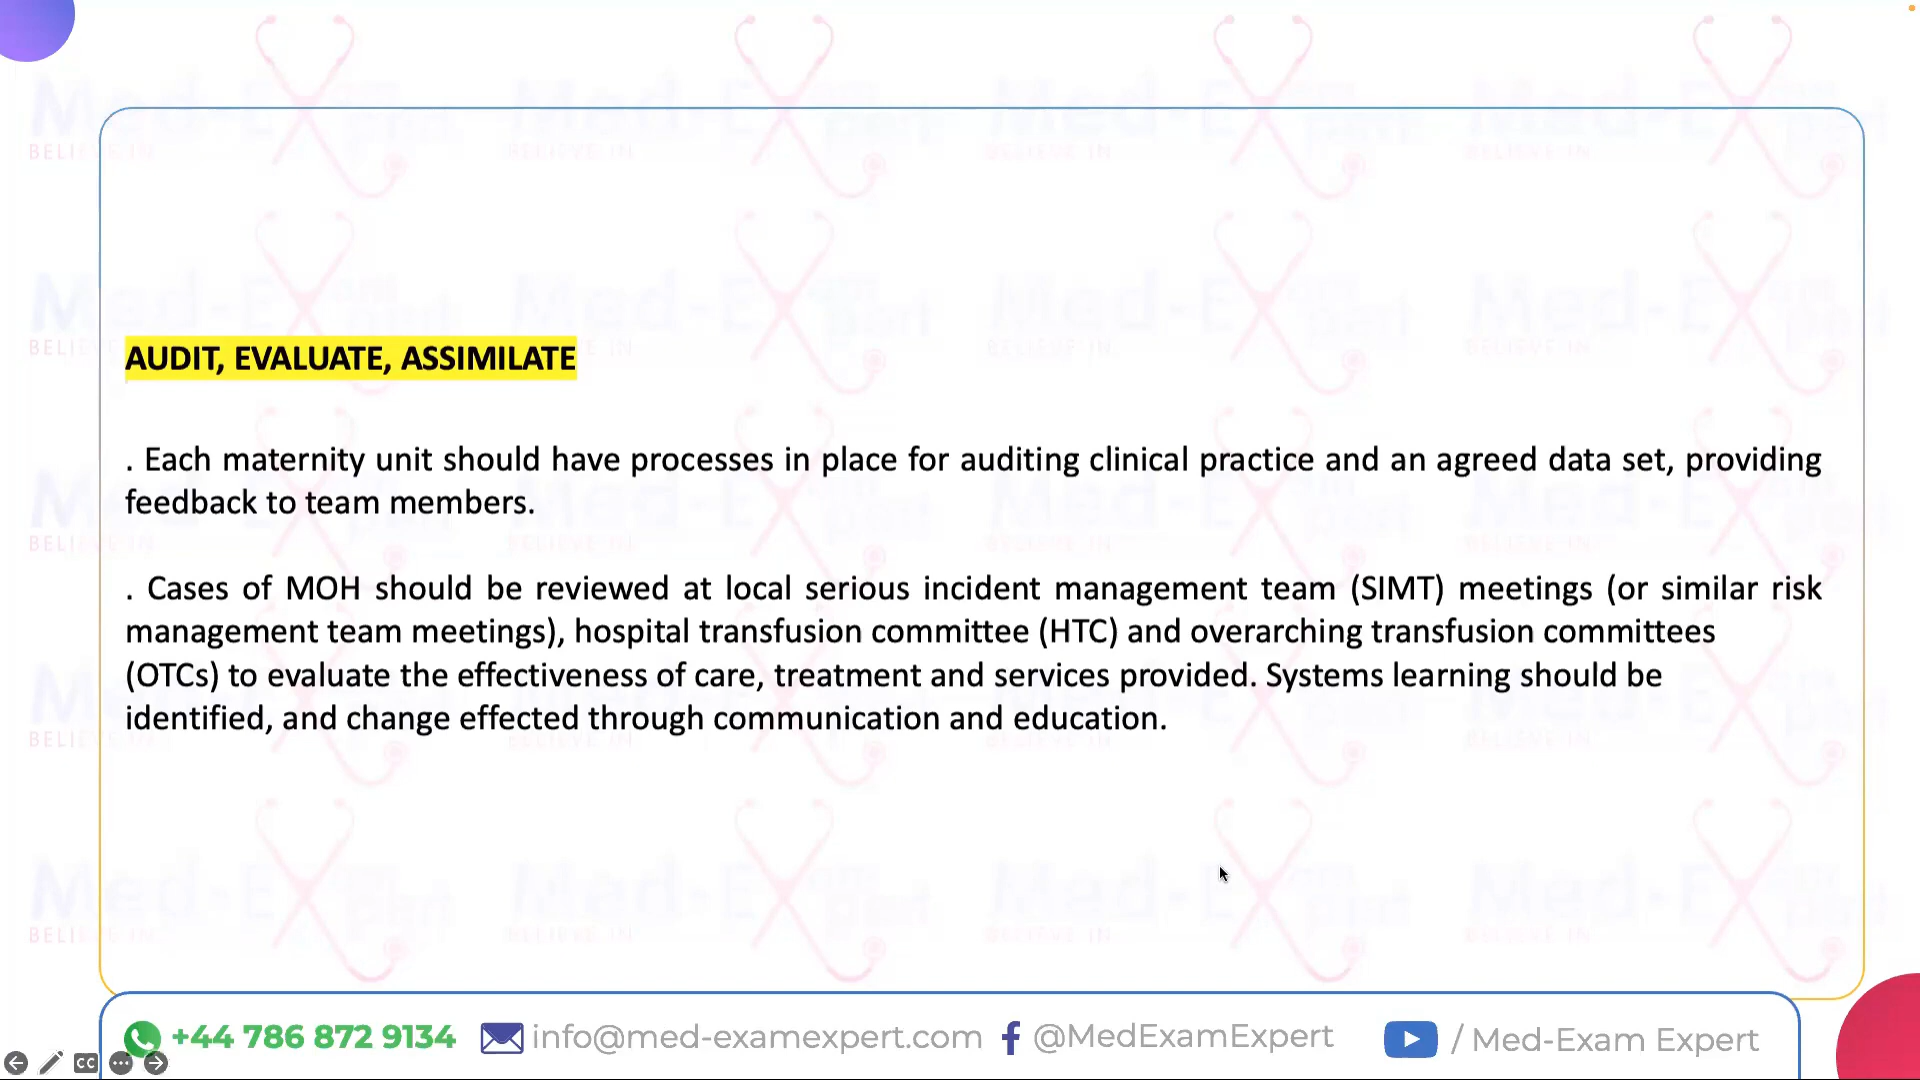 AUDIT, EVALUATE, ASSIMILATE
. Each maternity unit should have processes in place for auditing clinical practice and an agreed data set, providing
feedback to team members.
. Cases of MOH should be reviewed at local serious incident management team (SIMT) meetings (or similar risk
management team meetings), hospital transfusion committee (HTC) and overarching transfusion committees
(OTCs) to evaluate the effectiveness of care, treatment and services provided. Systems learning should be
identified, and change effected through communication and education.
+44 786 872 9134 info@med-examexpert.com @MedExamExpert / Med-Exam Expert
CC